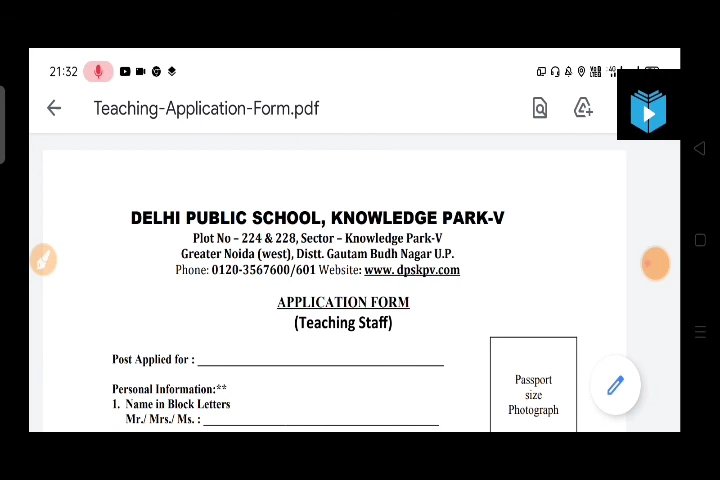 21:32
Teaching-Application-Form.pdf
DELHI PUBLIC SCHOOL, KNOWLEDGE PARK-V
Plot No – 224 & 228, Sector – Knowledge Park-V
Greater Noida (west), Distt. Gautam Budh Nagar U.P.
Phone: 0120-3567600/601 Website: www. dpskpv.com
APPLICATION FORM
(Teaching Staff)
Post Applied for :
Passport
size
Photograph
Personal Information:**
1. Name in Block Letters
Mr./ Mrs./ Ms. :